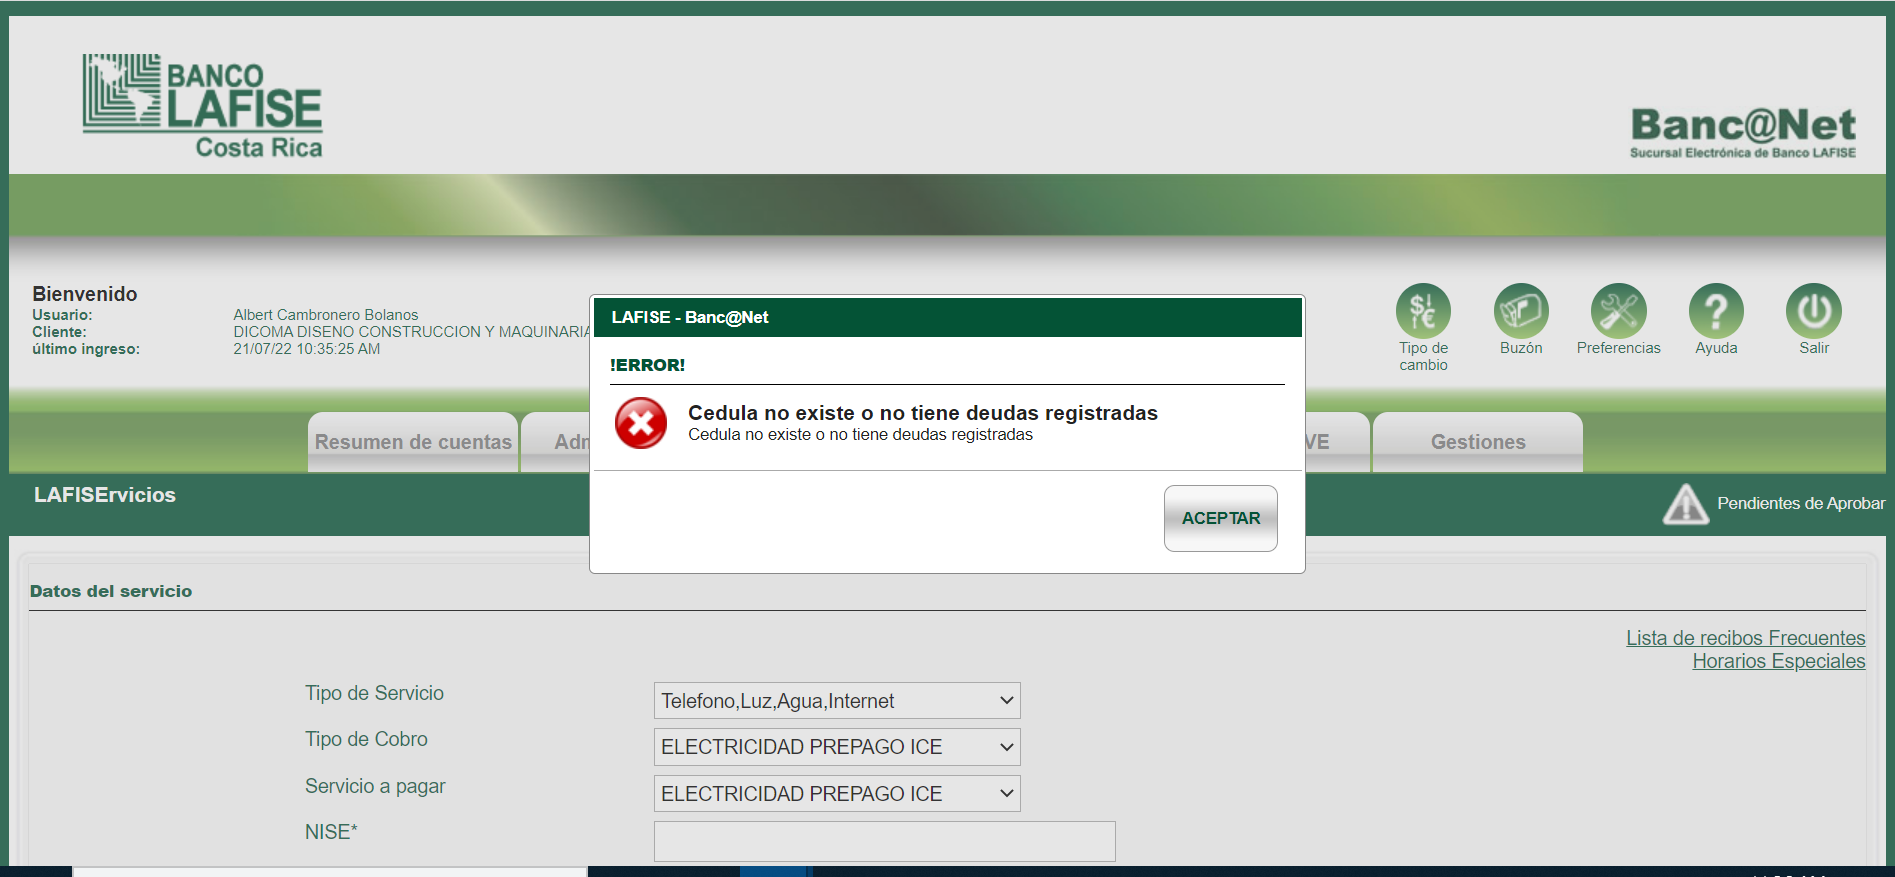 BANCO
LAFISE
Costa Rica
Banc@Net
Sucursal Electrónica de Banco LAFISE
Bienvenido
Usuario: Albert Cambronero Bolanos
Cliente: DICOMA DISENO CONSTRUCCION Y MAQUINARIA
último ingreso: 21/07/22 10:35:25 AM
Tipo de
cambio
Buzón
Preferencias
Ayuda
Salir
LAFISE - Banc@Net
!ERROR!
Cedula no existe o no tiene deudas registradas
Cedula no existe o no tiene deudas registradas
ACEPTAR
Resumen de cuentas
Gestiones
LAFISErvicios
Pendientes de Aprobar
Datos del servicio
Lista de recibos Frecuentes
Horarios Especiales
Tipo de Servicio Telefono,Luz,Agua,Internet
Tipo de Cobro ELECTRICIDAD PREPAGO ICE
Servicio a pagar ELECTRICIDAD PREPAGO ICE
NISE*